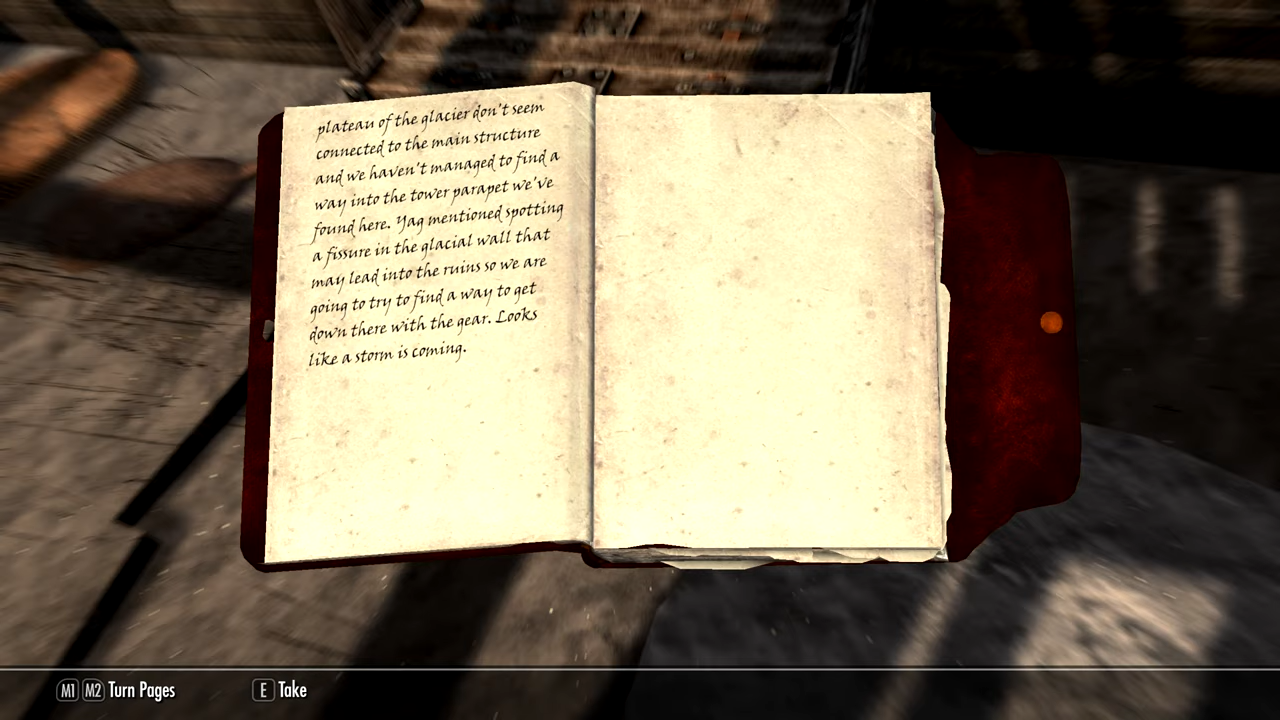 plateau of the glacier don't seem
connected to the main structure
and we haven't managed to find a
way into the tower parapet we've
found here. Yag mentioned spotting
a fissure in the glacial wall that
may lead into the ruins so we are
going to try to find a way to get
down there with the gear. Looks
like a storm is coming.
M1 M2 Turn Pages E Take